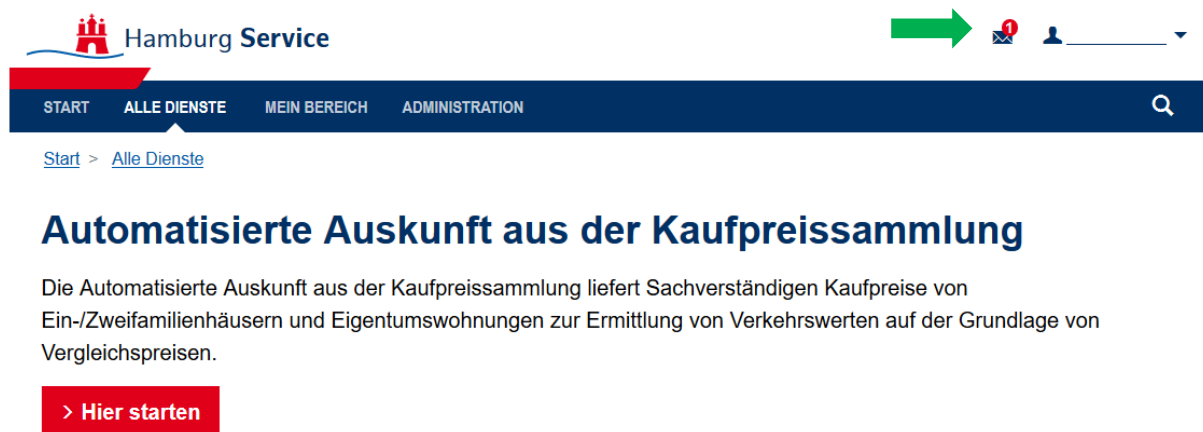 Hamburg Service
1
START ALLE DIENSTE MEIN BEREICH ADMINISTRATION
Start > Alle Dienste
Automatisierte Auskunft aus der Kaufpreissammlung
Die Automatisierte Auskunft aus der Kaufpreissammlung liefert Sachverständigen Kaufpreise von
Ein-/Zweifamilienhäusern und Eigentumswohnungen zur Ermittlung von Verkehrswerten auf der Grundlage von
Vergleichspreisen.
> Hier starten